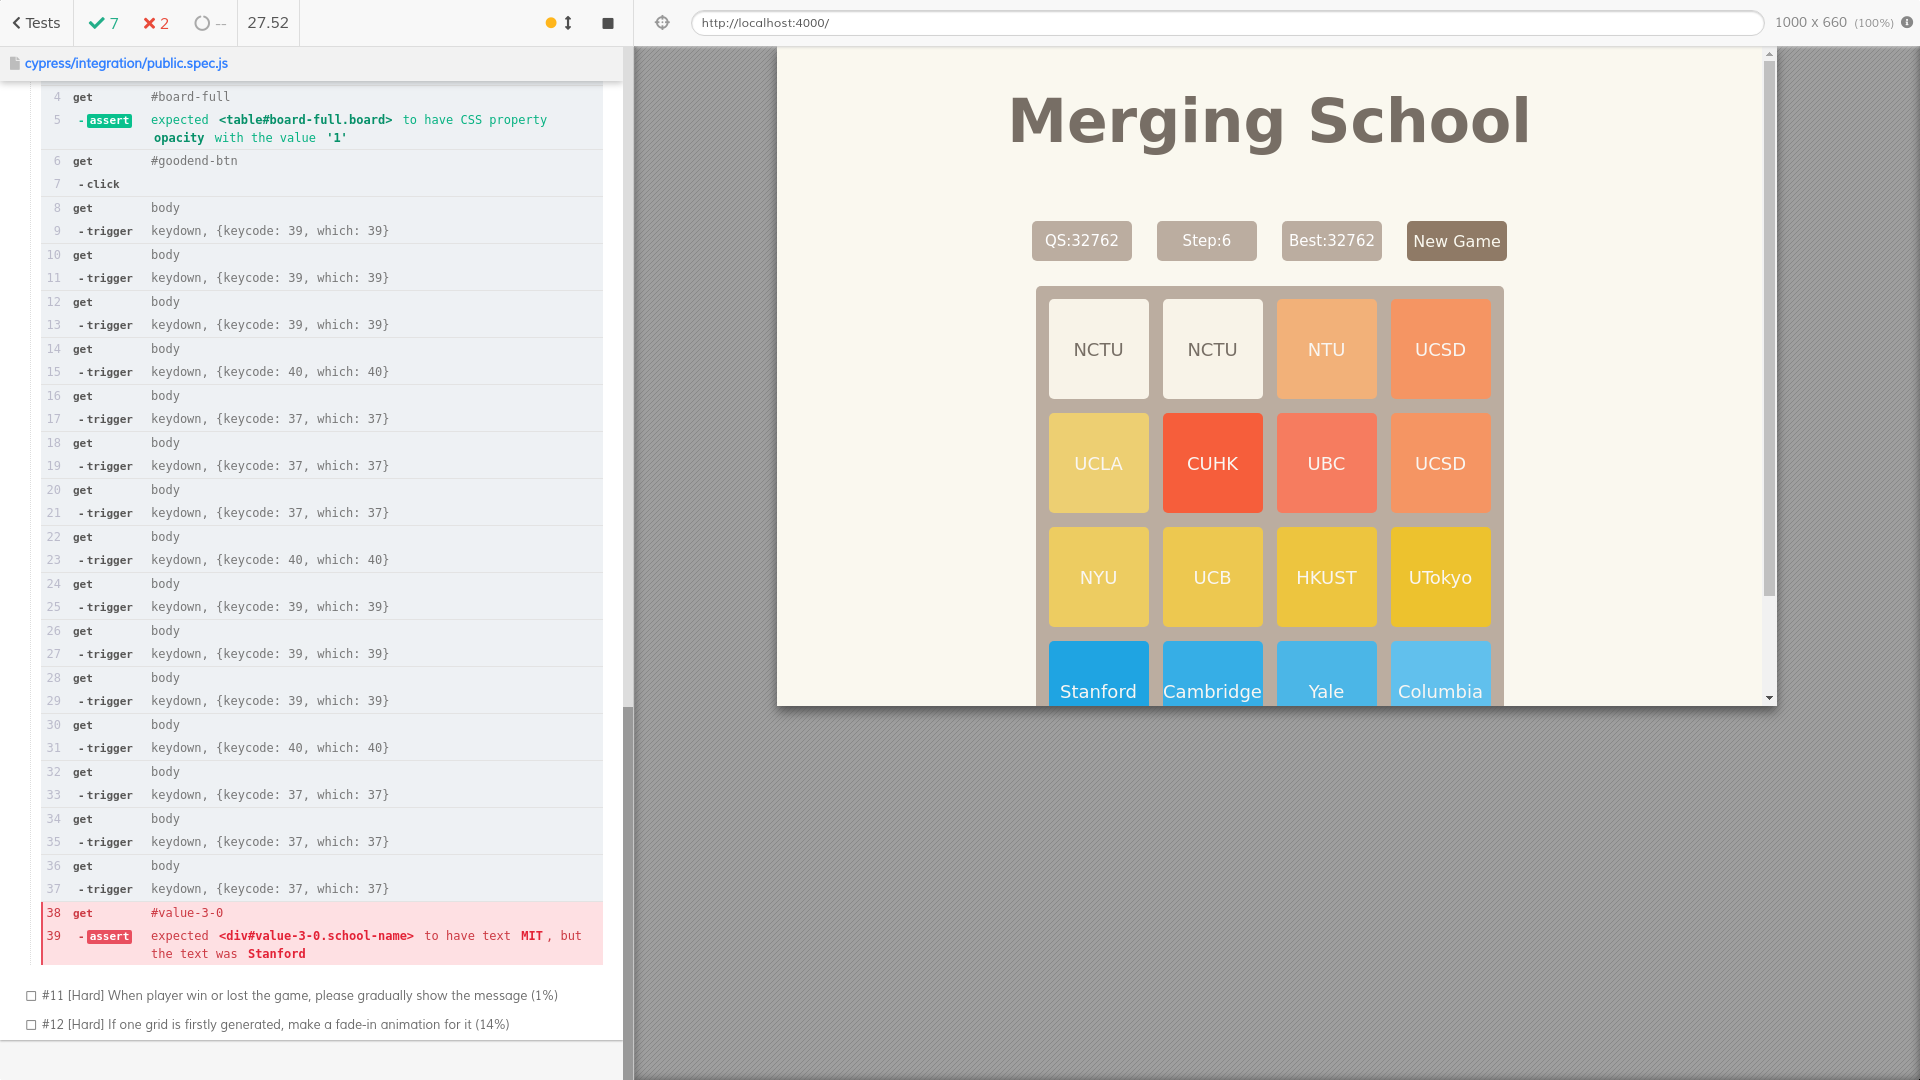 Tests 7 2 -- 27.52
cypress/integration/public.spec.js
4 get #board-full
5 - assert expected <table#board-full.board> to have CSS property
opacity with the value '1'
6 get #goodend-btn
7 - click
8 get body
9 - trigger keydown, {keycode: 39, which: 39}
10 get body
11 - trigger keydown, {keycode: 39, which: 39}
12 get body
13 - trigger keydown, {keycode: 39, which: 39}
14 get body
15 - trigger keydown, {keycode: 40, which: 40}
16 get body
17 - trigger keydown, {keycode: 37, which: 37}
18 get body
19 - trigger keydown, {keycode: 37, which: 37}
20 get body
21 - trigger keydown, {keycode: 37, which: 37}
22 get body
23 - trigger keydown, {keycode: 40, which: 40}
24 get body
25 - trigger keydown, {keycode: 39, which: 39}
26 get body
27 - trigger keydown, {keycode: 39, which: 39}
28 get body
29 - trigger keydown, {keycode: 39, which: 39}
30 get body
31 - trigger keydown, {keycode: 40, which: 40}
32 get body
33 - trigger keydown, {keycode: 37, which: 37}
34 get body
35 - trigger keydown, {keycode: 37, which: 37}
36 get body
37 - trigger keydown, {keycode: 37, which: 37}
38 get #value-3-0
39 - assert expected <div#value-3-0.school-name> to have text MIT, but
the text was Stanford
#11 [Hard] When player win or lost the game, please gradually show the message (1%)
#12 [Hard] If one grid is firstly generated, make a fade-in animation for it (14%)
http://localhost:4000/ 1000 x 660 (100%)
Merging School
QS:32762 Step:6 Best:32762 New Game
NCTU NCTU NTU UCSD
UCLA CUHK UBC UCSD
NYU UCB HKUST UTokyo
Stanford Cambridge Yale Columbia